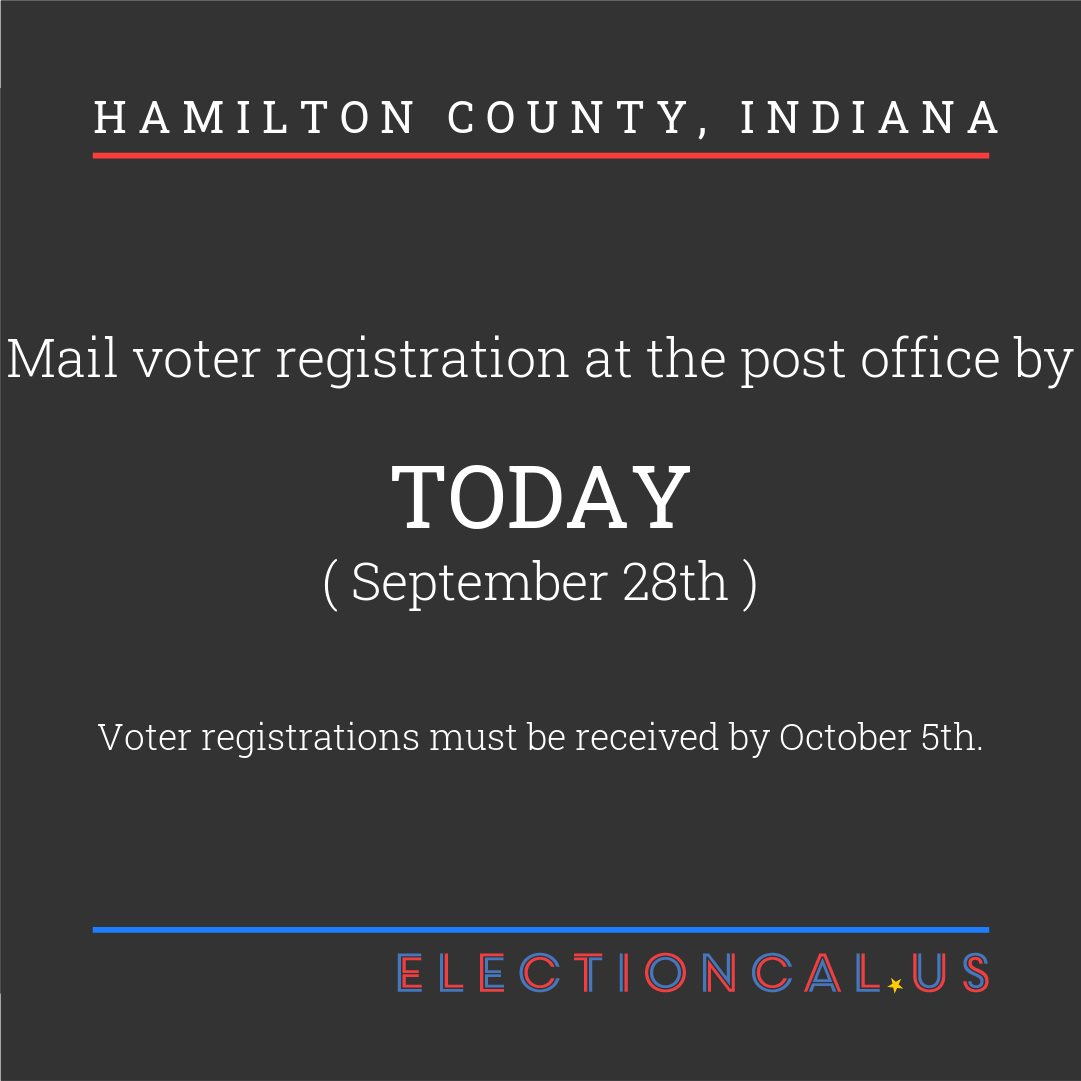 HAMILTON COUNTY, INDIANA
Mail voter registration at the post office by
TODAY
( September 28th )
Voter registrations must be received by October 5th.
ELECTIONCAL.US